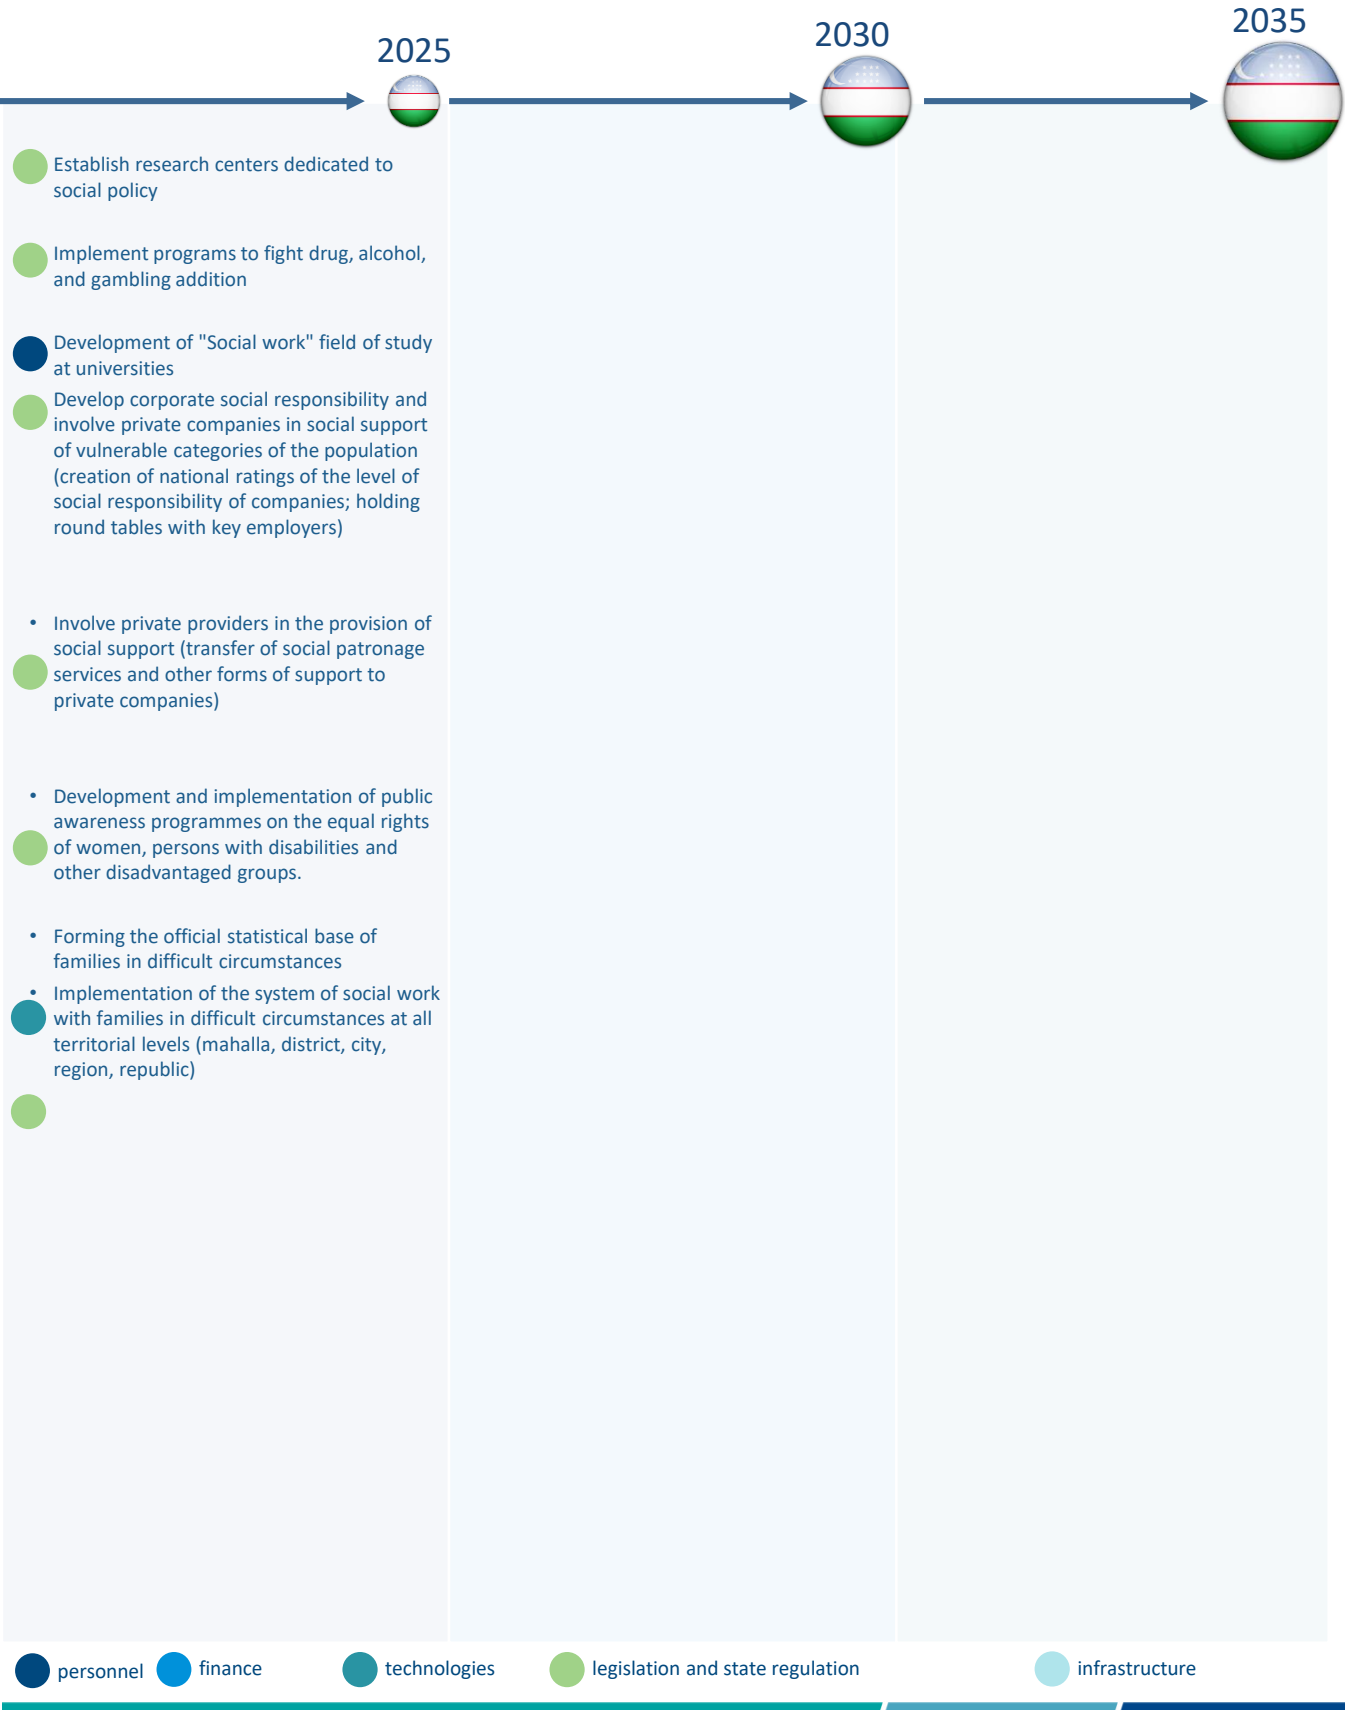 2025
2030
2035
Establish research centers dedicated to
social policy
Implement programs to fight drug, alcohol,
and gambling addition
Development of "Social work" field of study
at universities
Develop corporate social responsibility and
involve private companies in social support
of vulnerable categories of the population
(creation of national ratings of the level of
social responsibility of companies; holding
round tables with key employers)
• Involve private providers in the provision of
social support (transfer of social patronage
services and other forms of support to
private companies)
• Development and implementation of public
awareness programmes on the equal rights
of women, persons with disabilities and
other disadvantaged groups.
• Forming the official statistical base of
families in difficult circumstances
• Implementation of the system of social work
with families in difficult circumstances at all
territorial levels (mahalla, district, city,
region, republic)
personnel
finance
technologies
legislation and state regulation
infrastructure